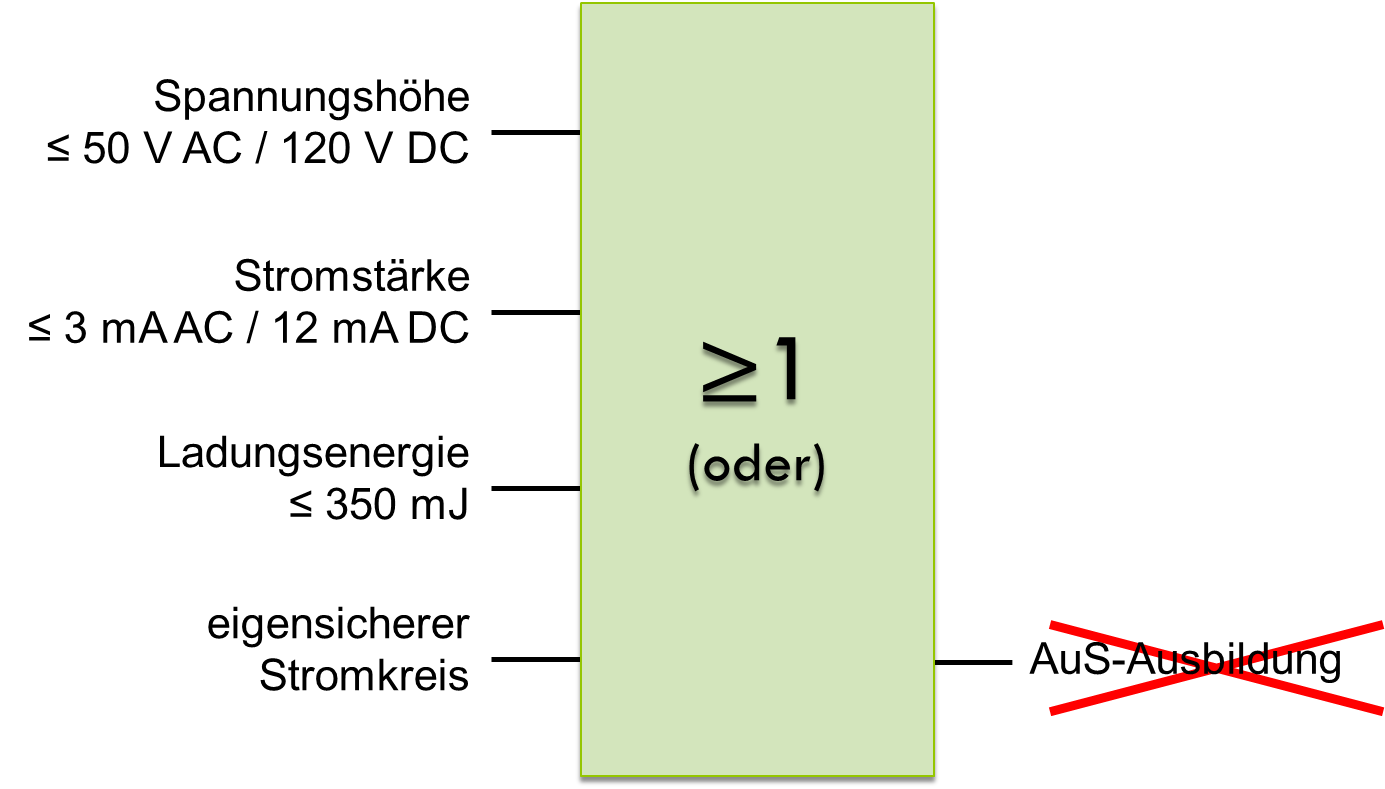 Spannungshöhe
≤ 50 V AC / 120 V DC
Stromstärke
≤ 3 mA AC / 12 mA DC
Ladungsenergie
≤ 350 mJ
eigensicherer
Stromkreis
≥1
(oder)
AuS-Ausbildung